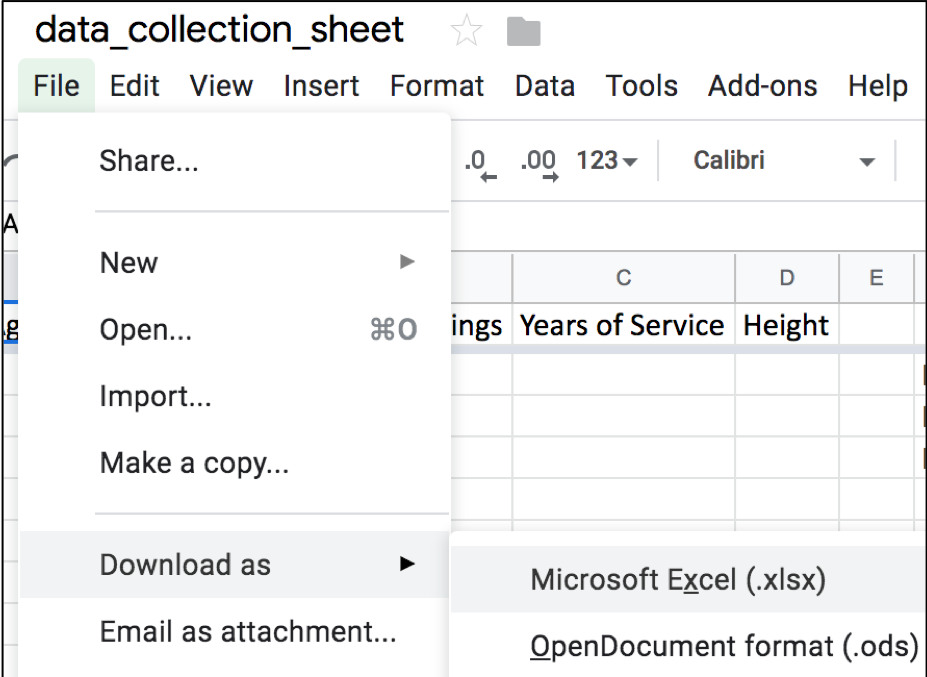 data_collection_sheet
File Edit View Insert Format Data Tools Add-ons Help
Share...
.0 .00 123 Calibri
A
New ►
C D E
Open... ⌘O
ings Years of Service Height
Import...
Make a copy...
Download as ►
Microsoft Excel (.xlsx)
Email as attachment...
OpenDocument format (.ods)